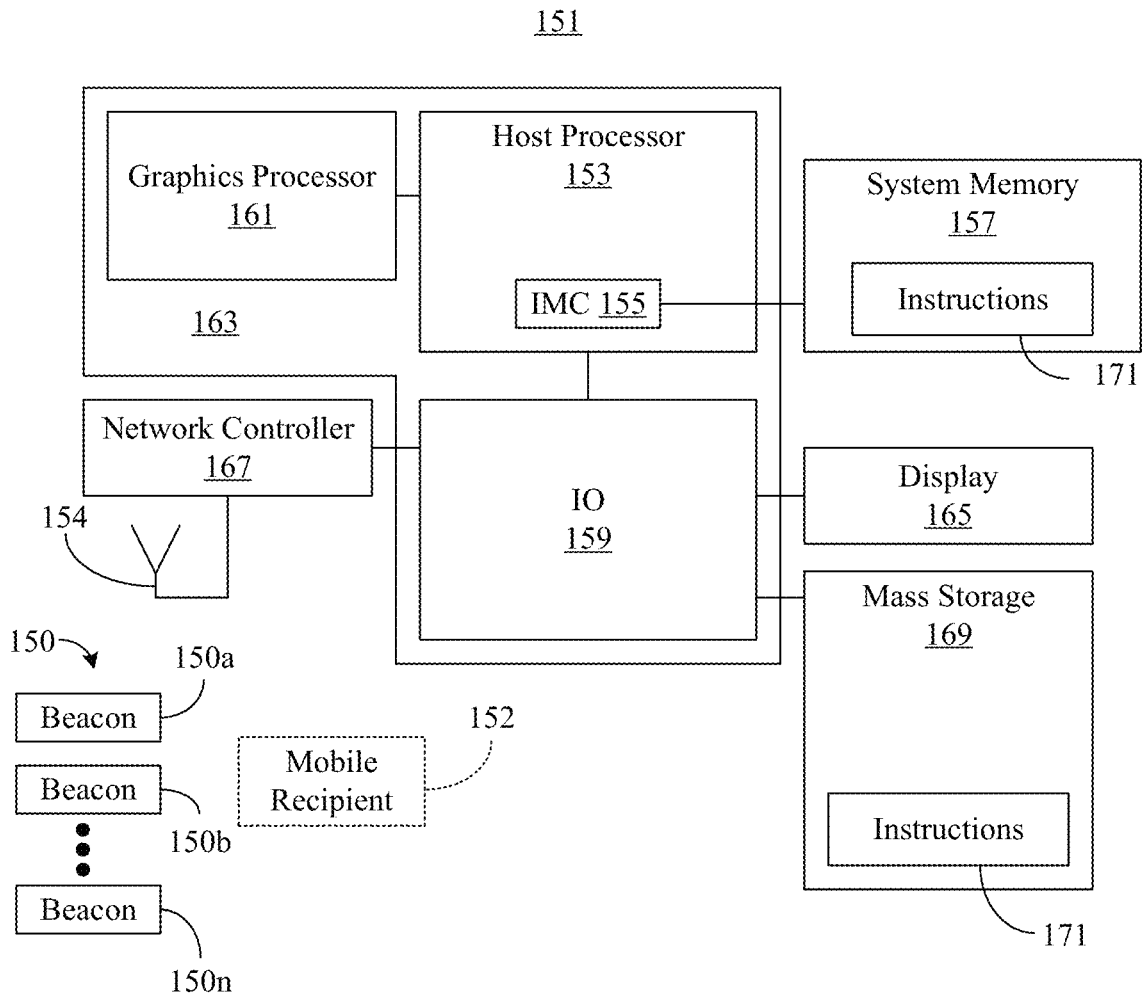 151
Graphics Processor
161
Host Processor
153
IMC 155
163
System Memory
157
Instructions
171
Network Controller
167
154
IO
159
Display
165
Mass Storage
169
Instructions
171
150
150a
Beacon
Beacon
150b
Beacon
150n
Mobile
Recipient
152